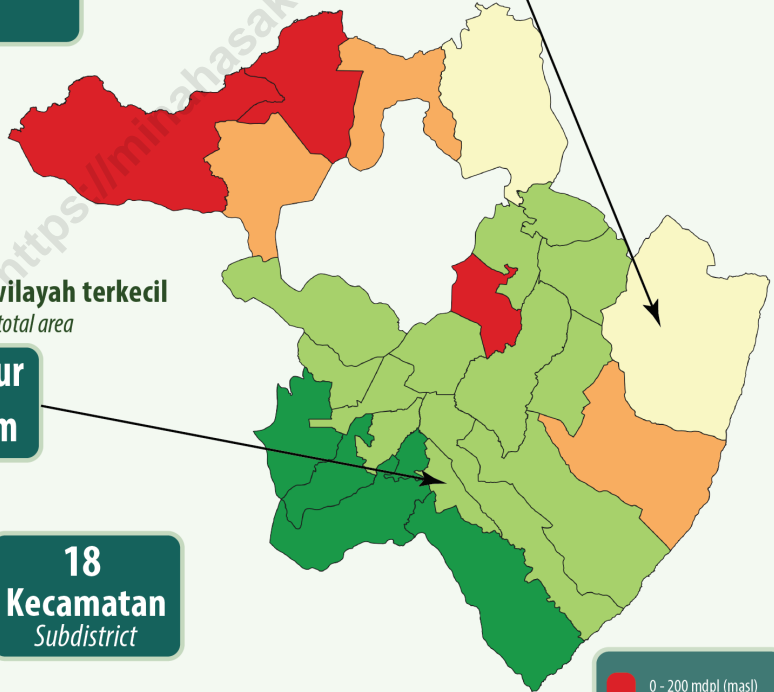 https://minahasak
wilayah terkecil
total area
ur
m
18
Kecamatan
Subdistrict
0 - 200 mdpl (masl)